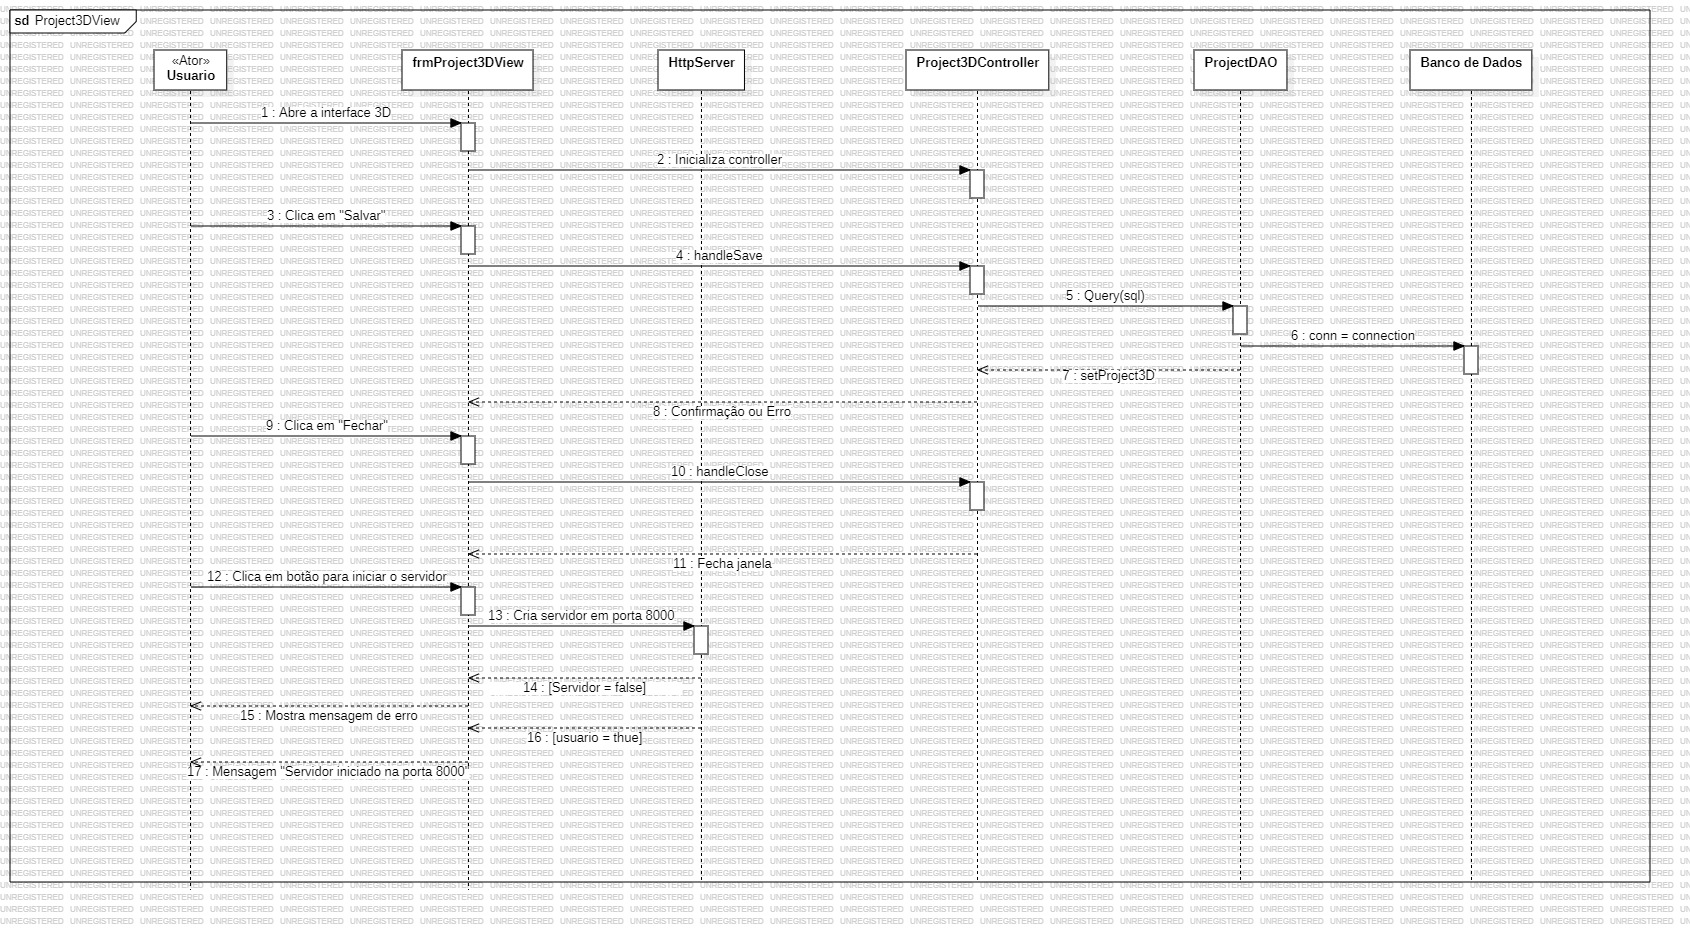 sd Project3DView
«Ator»
Usuario
frmProject3DView
HttpServer
Project3DController
ProjectDAO
Banco de Dados
1 : Abre a interface 3D
2 : Inicializa controller
3 : Clica em "Salvar"
4 : handleSave
5 : Query(sql)
6 : conn = connection
7 : setProject3D
8 : Confirmação ou Erro
9 : Clica em "Fechar"
10 : handleClose
11 : Fecha janela
12 : Clica em botão para iniciar o servidor
13 : Cria servidor em porta 8000
14 : [Servidor = false]
15 : Mostra mensagem de erro
16 : [usuario = thue]
17 : Mensagem "Servidor iniciado na porta 8000"
UNREGISTERED